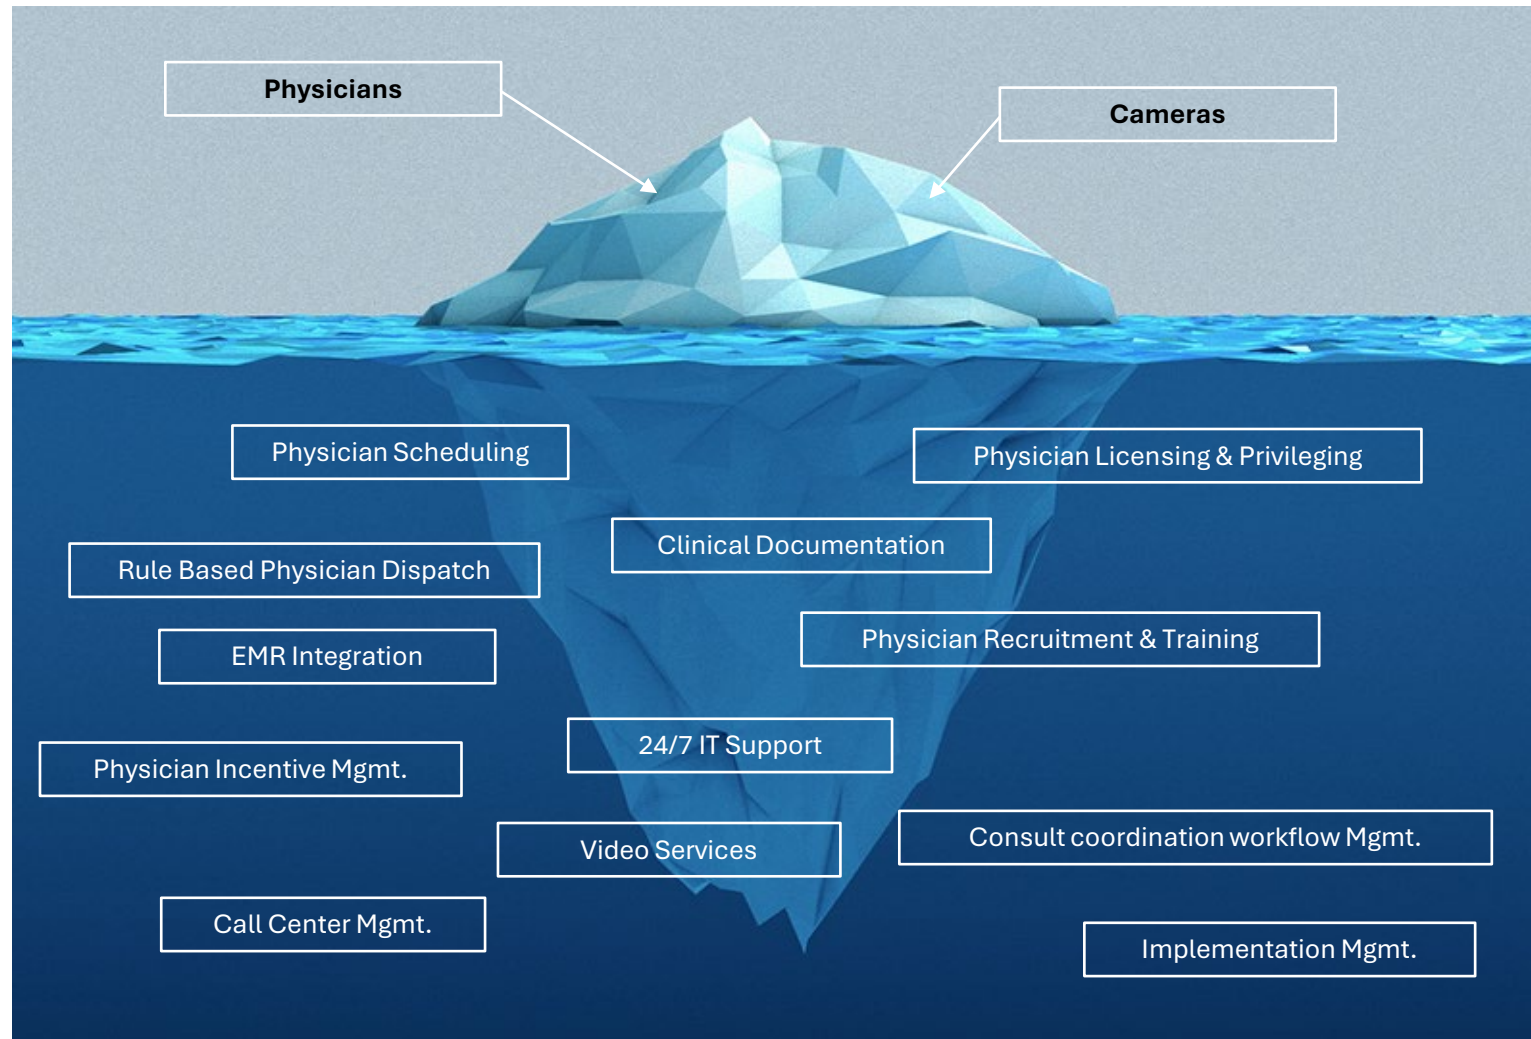 Physicians
Cameras
Physician Scheduling
Physician Licensing & Privileging
Clinical Documentation
Rule Based Physician Dispatch
Physician Recruitment & Training
EMR Integration
24/7 IT Support
Physician Incentive Mgmt.
Consult coordination workflow Mgmt.
Video Services
Call Center Mgmt.
Implementation Mgmt.